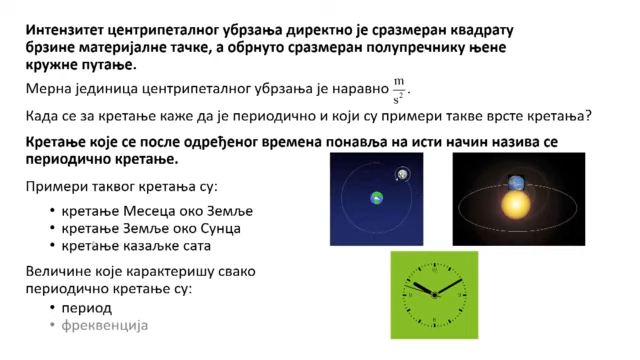 Интензитет центрипеталног убрзања директно је сразмеран квадрату
брзине материјалне тачке, а обрнуто сразмеран полупречнику њене
кружне путање.
Мерна јединица центрипеталног убрзања је наравно m/s².
Када се за кретање каже да је периодично и који су примери такве врсте кретања?
Кретање које се после одређеног времена понавља на исти начин назива се
периодично кретање.
Примери таквог кретања су:
• кретање Месеца око Земље
• кретање Земље око Сунца
• кретање казаљке сата
Величине које карактеришу свако
периодично кретање су:
• период
• фреквенција